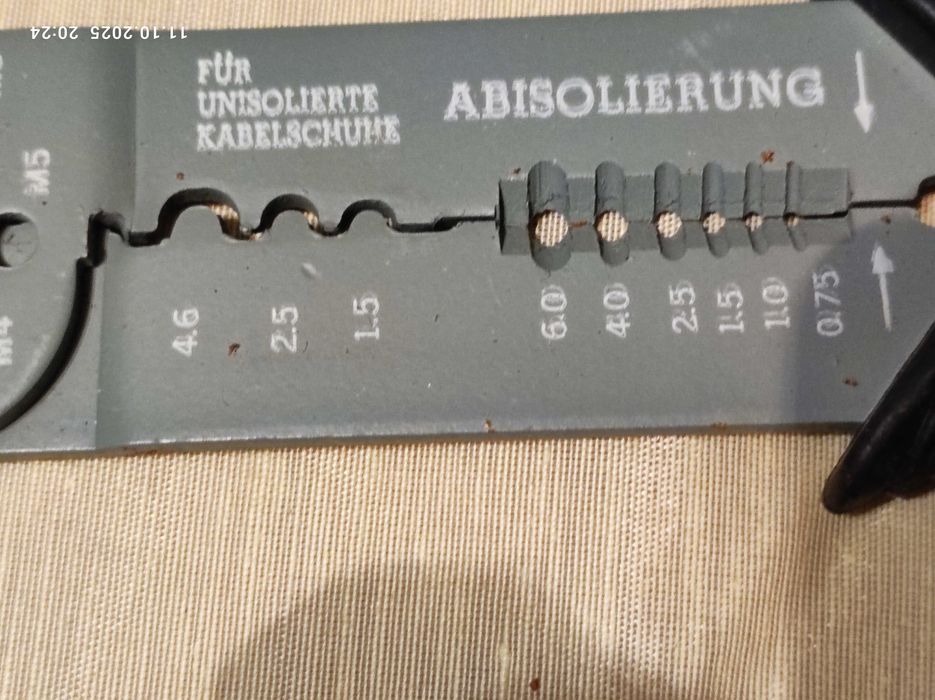 11.10.2025 20:24
FÜR
UNISOLIERTE
KABELSCHUHE
ABISOLIERUNG
M5
M4
4.6
2.5
1.5
6.0
4.0
2.5
1.5
1.0
0.75